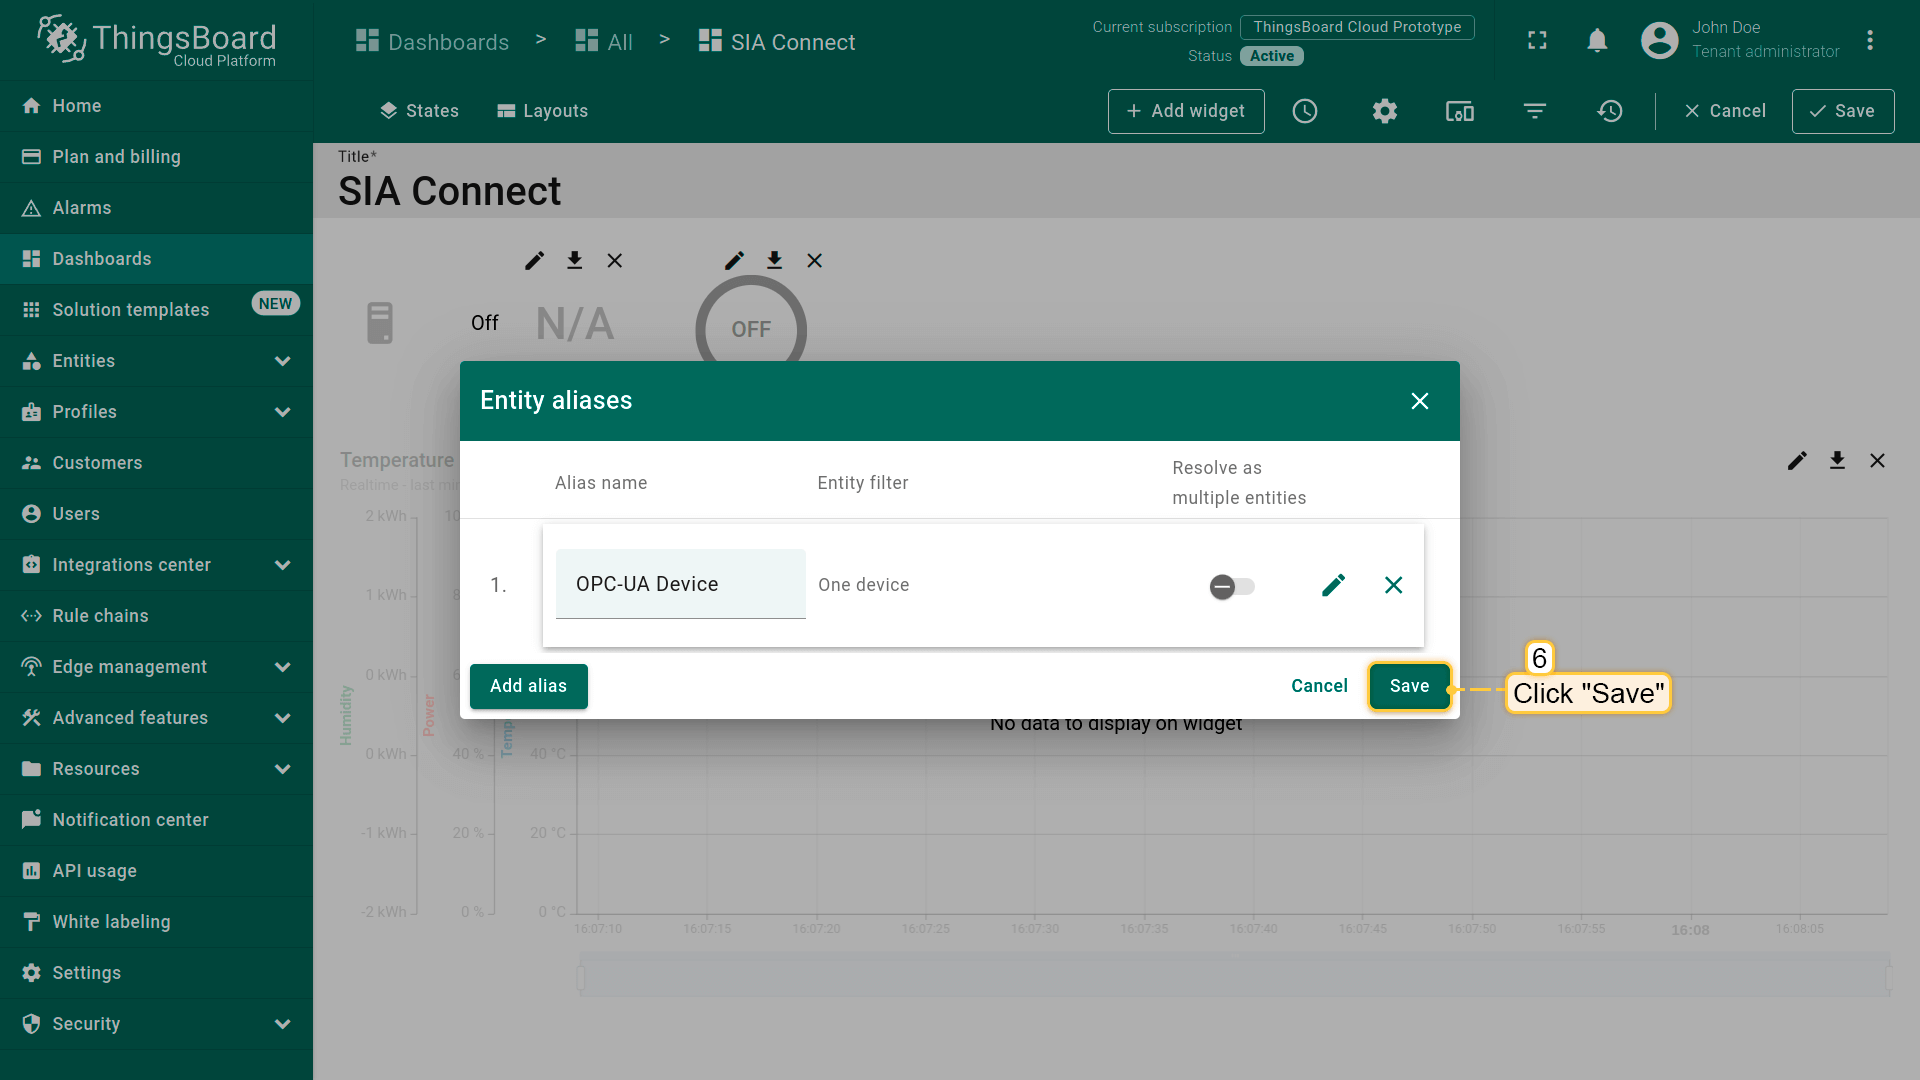 ThingsBoard
Cloud Platform
Dashboards > All > SIA Connect
Current subscription ThingsBoard Cloud Prototype
Status Active
John Doe
Tenant administrator
States
Layouts
+ Add widget
Cancel
Save
Home
Plan and billing
Alarms
Dashboards
Solution templates NEW
Entities
Profiles
Customers
Users
Integrations center
Rule chains
Edge management
Advanced features
Resources
Notification center
API usage
White labeling
Settings
Security
Title*
SIA Connect
Off
N/A
OFF
Entity aliases
Alias name
Entity filter
Resolve as
multiple entities
1.
OPC-UA Device
One device
Add alias
Cancel
Save
6
Click "Save"
Temperature
Realtime - last
No data to display on widget
Humidity
Power
Temp
2 kWh
1 kWh
0 kWh
0 kWh
-1 kWh
-2 kWh
10
8
6
40 %
20 %
0 %
40 °C
20 °C
0 °C
16:07:10
16:07:15
16:07:20
16:07:25
16:07:30
16:07:35
16:07:40
16:07:45
16:07:50
16:07:55
16:08
16:08:05